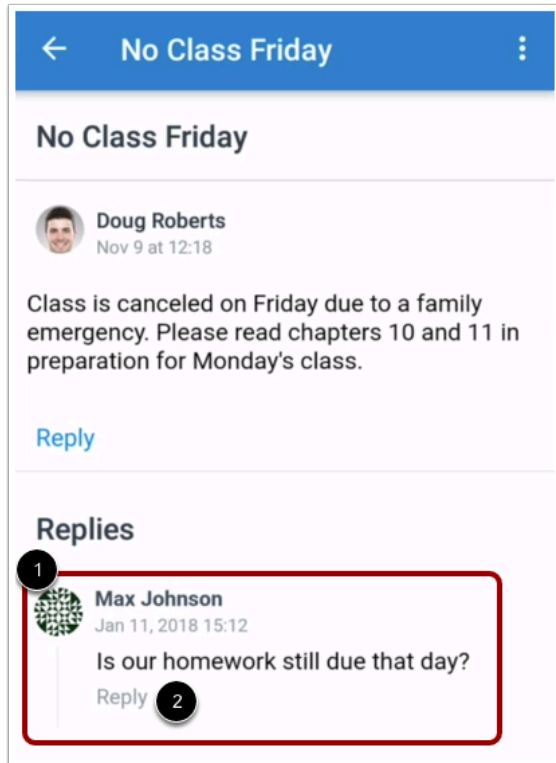 No Class Friday
No Class Friday
Doug Roberts
Nov 9 at 12:18
Class is canceled on Friday due to a family
emergency. Please read chapters 10 and 11 in
preparation for Monday's class.
Reply
Replies
1
Max Johnson
Jan 11, 2018 15:12
Is our homework still due that day?
Reply 2